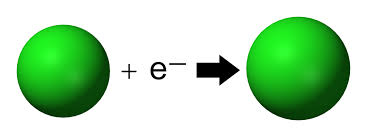 + e⁻